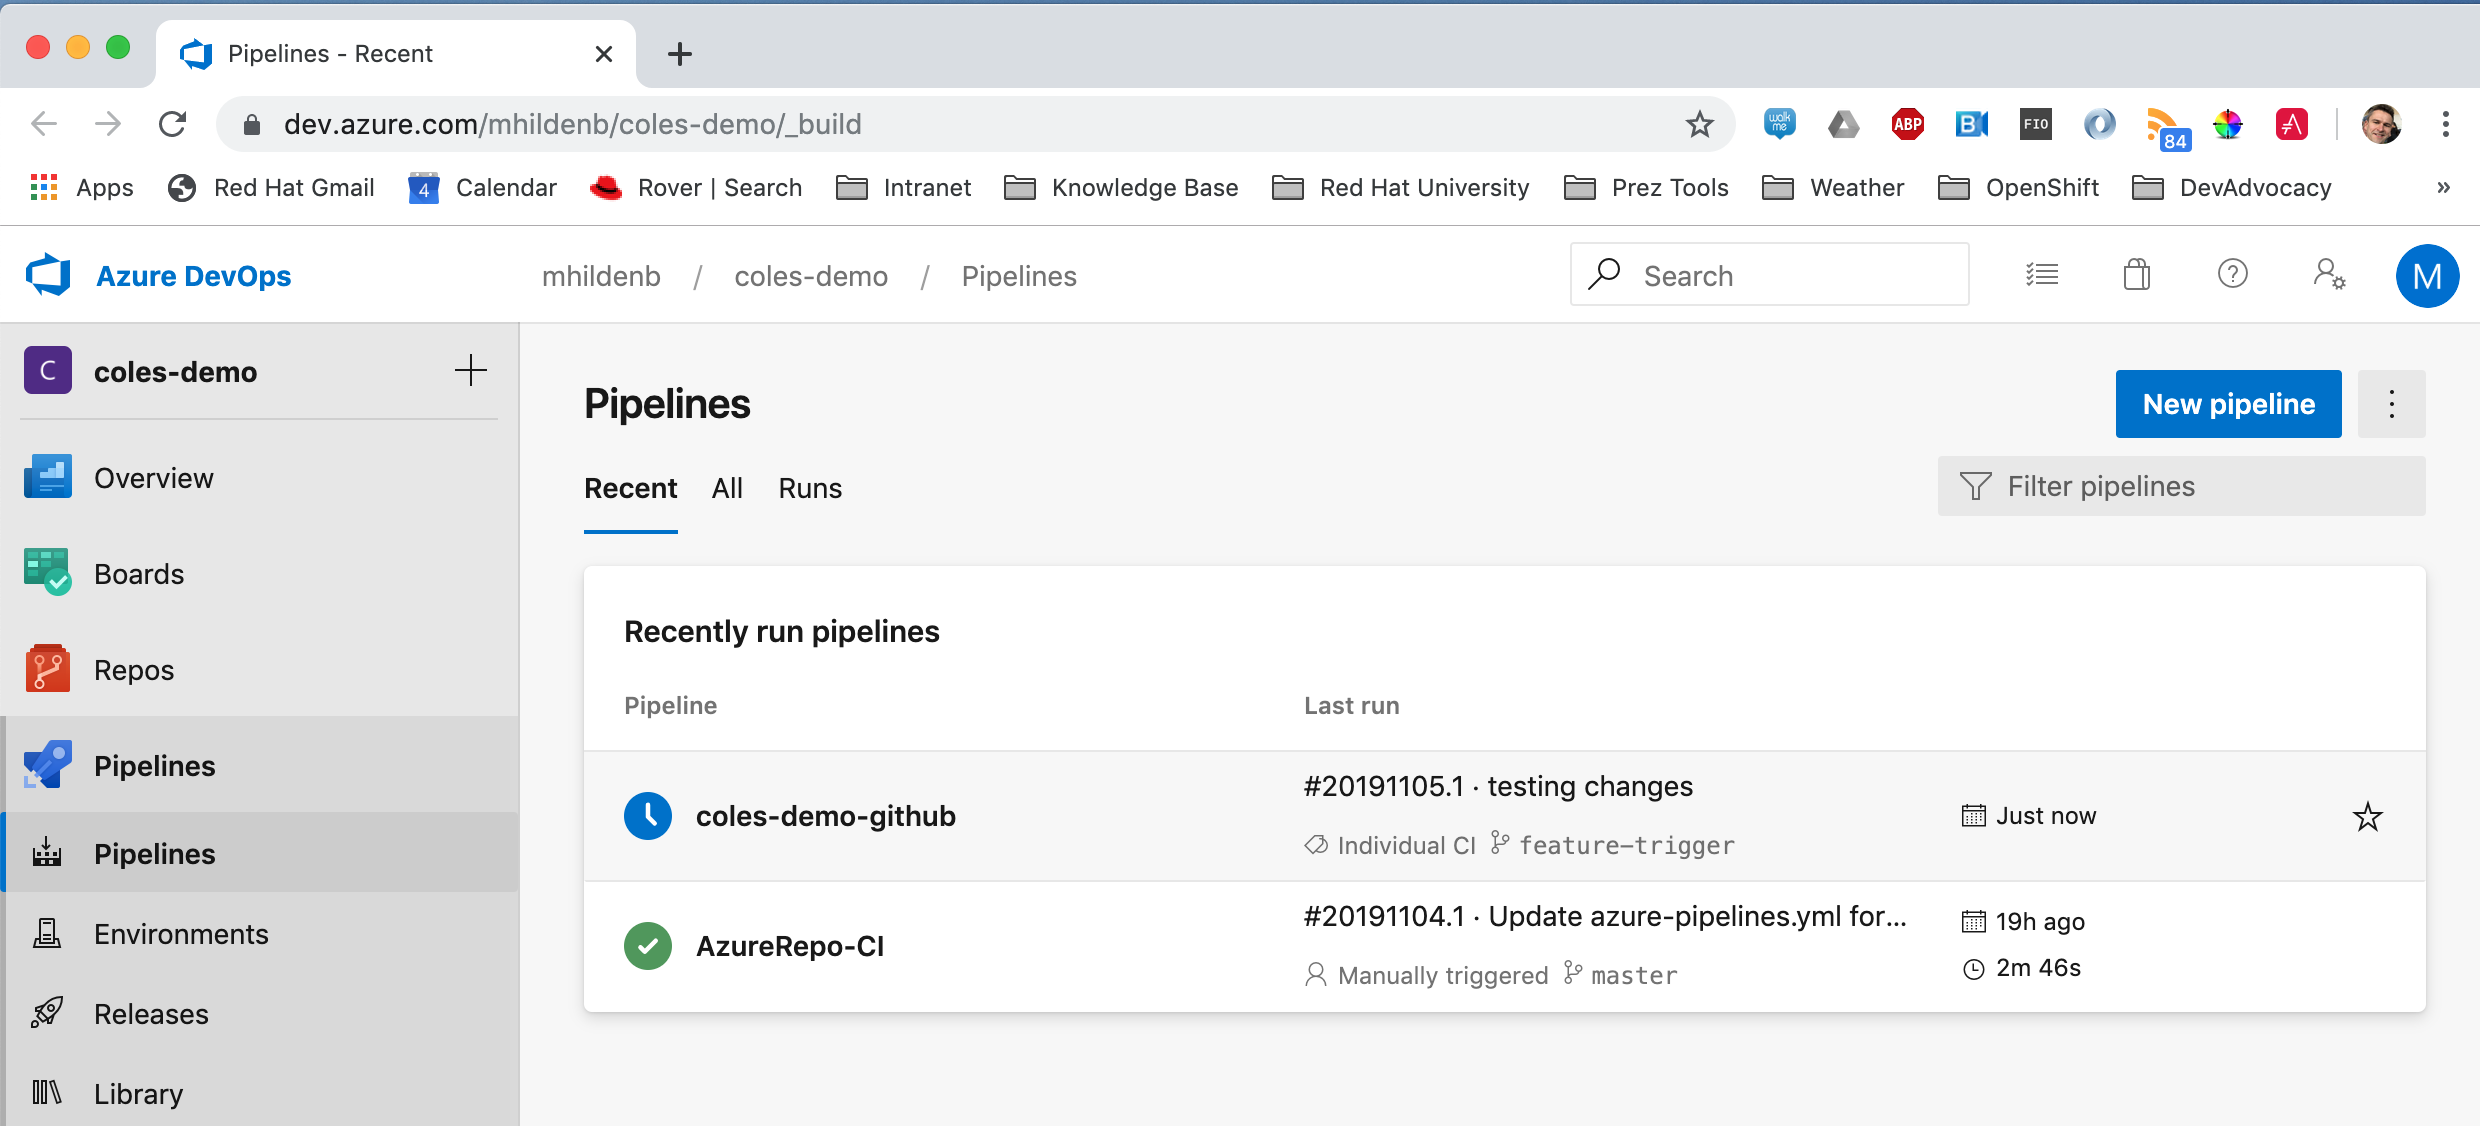 Pipelines - Recent
dev.azure.com/mhildenb/coles-demo/_build
walk me ABP B FIO 84
Apps Red Hat Gmail 4 Calendar Rover | Search Intranet Knowledge Base Red Hat University Prez Tools Weather OpenShift DevAdvocacy »
Azure DevOps mhildenb / coles-demo / Pipelines Search M
C coles-demo
Overview
Boards
Repos
Pipelines
Pipelines
Environments
Releases
Library
Pipelines New pipeline
Recent All Runs Filter pipelines
Recently run pipelines
Pipeline Last run
coles-demo-github #20191105.1 · testing changes Just now
Individual CI feature-trigger
AzureRepo-CI #20191104.1 · Update azure-pipelines.yml for... 19h ago
Manually triggered master 2m 46s